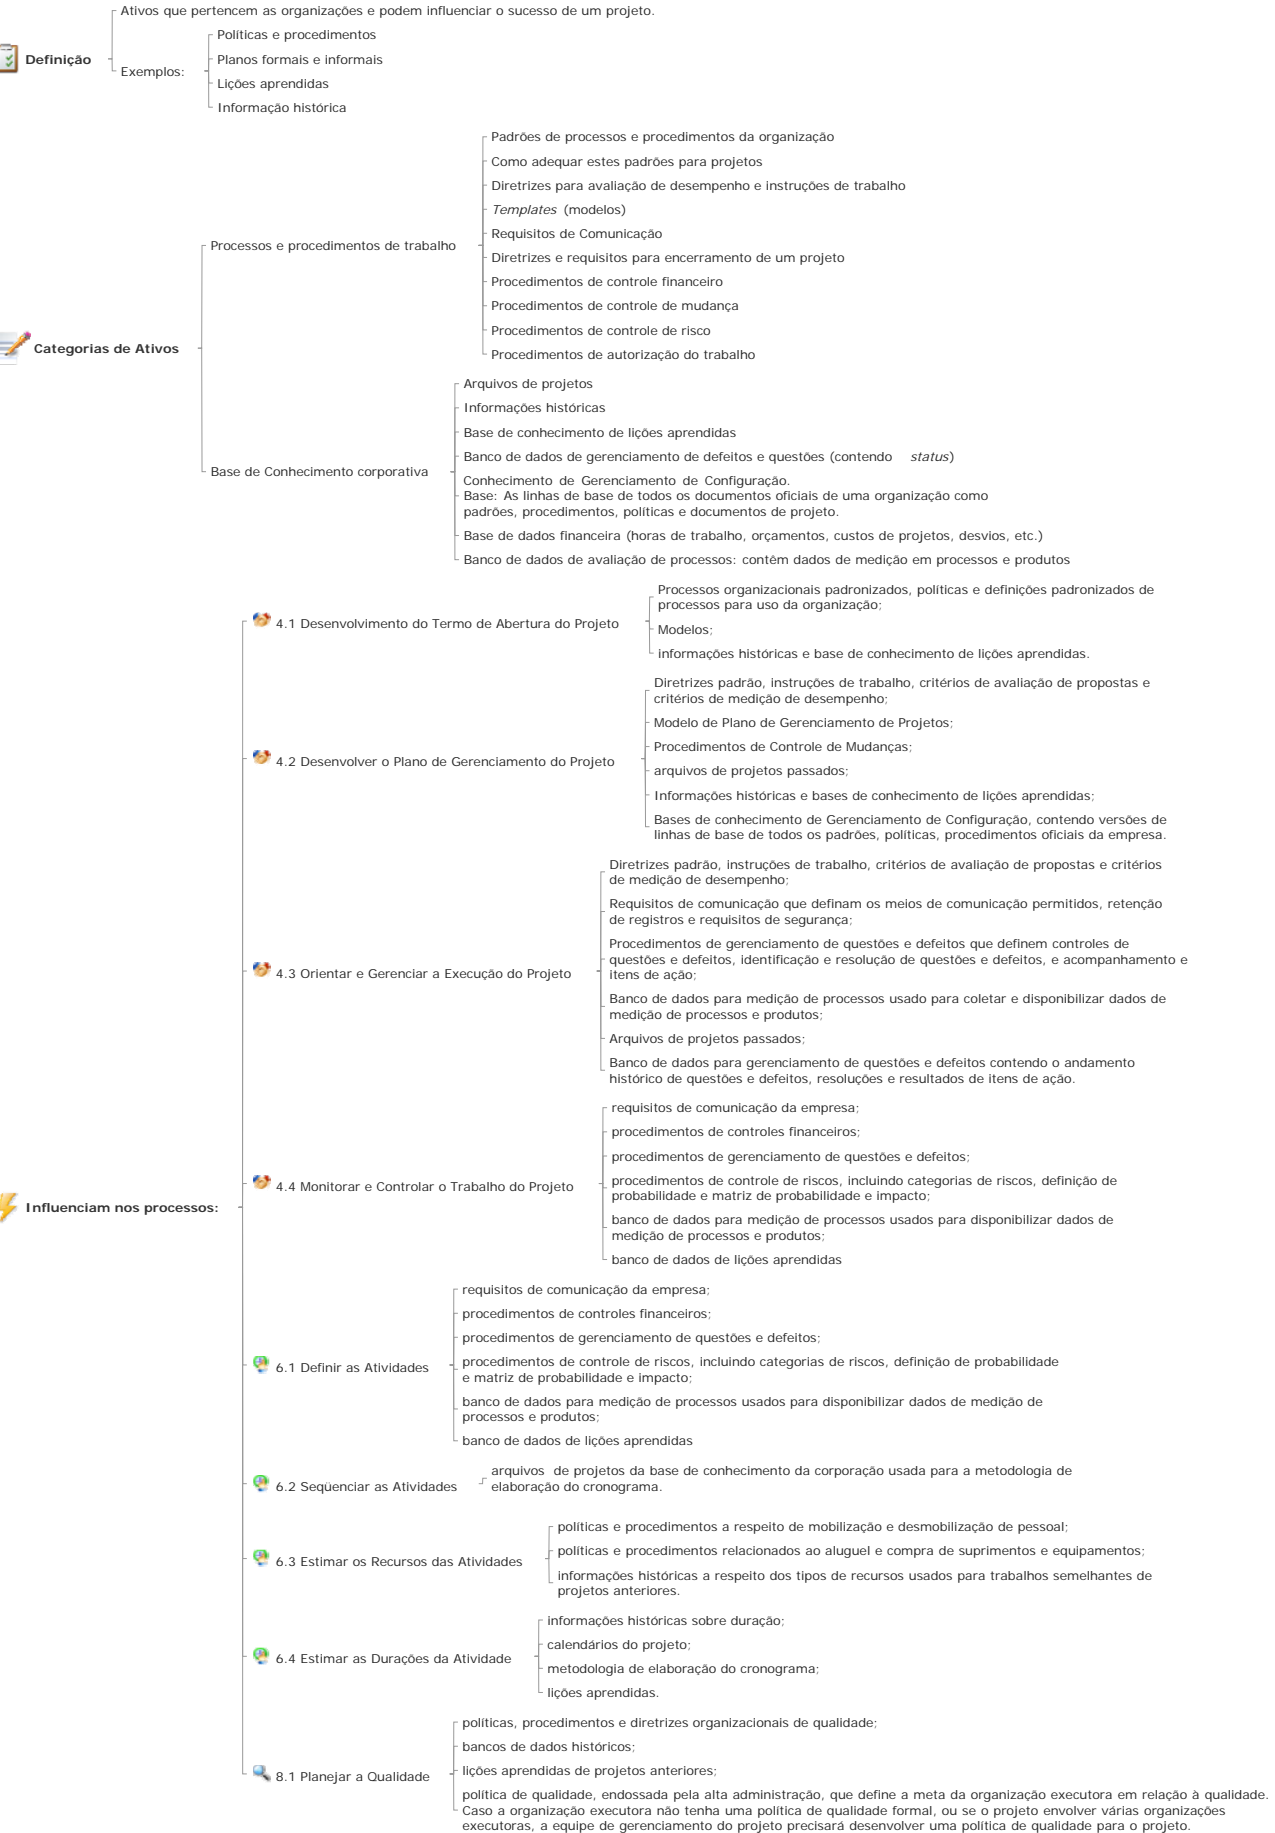 Ativos que pertencem as organizações e podem influenciar o sucesso de um projeto.
Definição
Exemplos:
Políticas e procedimentos
Planos formais e informais
Lições aprendidas
Informação histórica
Categorias de Ativos
Processos e procedimentos de trabalho
Padrões de processos e procedimentos da organização
Como adequar estes padrões para projetos
Diretrizes para avaliação de desempenho e instruções de trabalho
Templates (modelos)
Requisitos de Comunicação
Diretrizes e requisitos para encerramento de um projeto
Procedimentos de controle financeiro
Procedimentos de controle de mudança
Procedimentos de controle de risco
Procedimentos de autorização do trabalho
Base de Conhecimento corporativa
Arquivos de projetos
Informações históricas
Base de conhecimento de lições aprendidas
Banco de dados de gerenciamento de defeitos e questões (contendo status)
Conhecimento de Gerenciamento de Configuração.
Base: As linhas de base de todos os documentos oficiais de uma organização como
padrões, procedimentos, políticas e documentos de projeto.
Base de dados financeira (horas de trabalho, orçamentos, custos de projetos, desvios, etc.)
Banco de dados de avaliação de processos: contêm dados de medição em processos e produtos
Influenciam nos processos:
4.1 Desenvolvimento do Termo de Abertura do Projeto
Processos organizacionais padronizados, políticas e definições padronizados de
processos para uso da organização;
Modelos;
informações históricas e base de conhecimento de lições aprendidas.
4.2 Desenvolver o Plano de Gerenciamento do Projeto
Diretrizes padrão, instruções de trabalho, critérios de avaliação de propostas e
critérios de medição de desempenho;
Modelo de Plano de Gerenciamento de Projetos;
Procedimentos de Controle de Mudanças;
arquivos de projetos passados;
Informações históricas e bases de conhecimento de lições aprendidas;
Bases de conhecimento de Gerenciamento de Configuração, contendo versões de
linhas de base de todos os padrões, políticas, procedimentos oficiais da empresa.
4.3 Orientar e Gerenciar a Execução do Projeto
Diretrizes padrão, instruções de trabalho, critérios de avaliação de propostas e critérios
de medição de desempenho;
Requisitos de comunicação que definam os meios de comunicação permitidos, retenção
de registros e requisitos de segurança;
Procedimentos de gerenciamento de questões e defeitos que definem controles de
questões e defeitos, identificação e resolução de questões e defeitos, e acompanhamento e
itens de ação;
Banco de dados para medição de processos usado para coletar e disponibilizar dados de
medição de processos e produtos;
Arquivos de projetos passados;
Banco de dados para gerenciamento de questões e defeitos contendo o andamento
histórico de questões e defeitos, resoluções e resultados de itens de ação.
4.4 Monitorar e Controlar o Trabalho do Projeto
requisitos de comunicação da empresa;
procedimentos de controles financeiros;
procedimentos de gerenciamento de questões e defeitos;
procedimentos de controle de riscos, incluindo categorias de riscos, definição de
probabilidade e matriz de probabilidade e impacto;
banco de dados para medição de processos usados para disponibilizar dados de
medição de processos e produtos;
banco de dados de lições aprendidas
6.1 Definir as Atividades
requisitos de comunicação da empresa;
procedimentos de controles financeiros;
procedimentos de gerenciamento de questões e defeitos;
procedimentos de controle de riscos, incluindo categorias de riscos, definição de probabilidade
e matriz de probabilidade e impacto;
banco de dados para medição de processos usados para disponibilizar dados de medição de
processos e produtos;
banco de dados de lições aprendidas
6.2 Seqüenciar as Atividades
arquivos de projetos da base de conhecimento da corporação usada para a metodologia de
elaboração do cronograma.
6.3 Estimar os Recursos das Atividades
políticas e procedimentos a respeito de mobilização e desmobilização de pessoal;
políticas e procedimentos relacionados ao aluguel e compra de suprimentos e equipamentos;
informações históricas a respeito dos tipos de recursos usados para trabalhos semelhantes de
projetos anteriores.
6.4 Estimar as Durações da Atividade
informações históricas sobre duração;
calendários do projeto;
metodologia de elaboração do cronograma;
lições aprendidas.
8.1 Planejar a Qualidade
políticas, procedimentos e diretrizes organizacionais de qualidade;
bancos de dados históricos;
lições aprendidas de projetos anteriores;
política de qualidade, endossada pela alta administração, que define a meta da organização executora em relação à qualidade.
Caso a organização executora não tenha uma política de qualidade formal, ou se o projeto envolver várias organizações
executoras, a equipe de gerenciamento do projeto precisará desenvolver uma política de qualidade para o projeto.